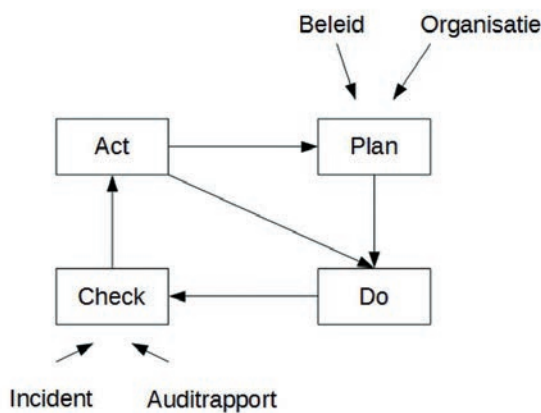 Beleid Organisatie
Act Plan
Check Do
Incident Auditrapport